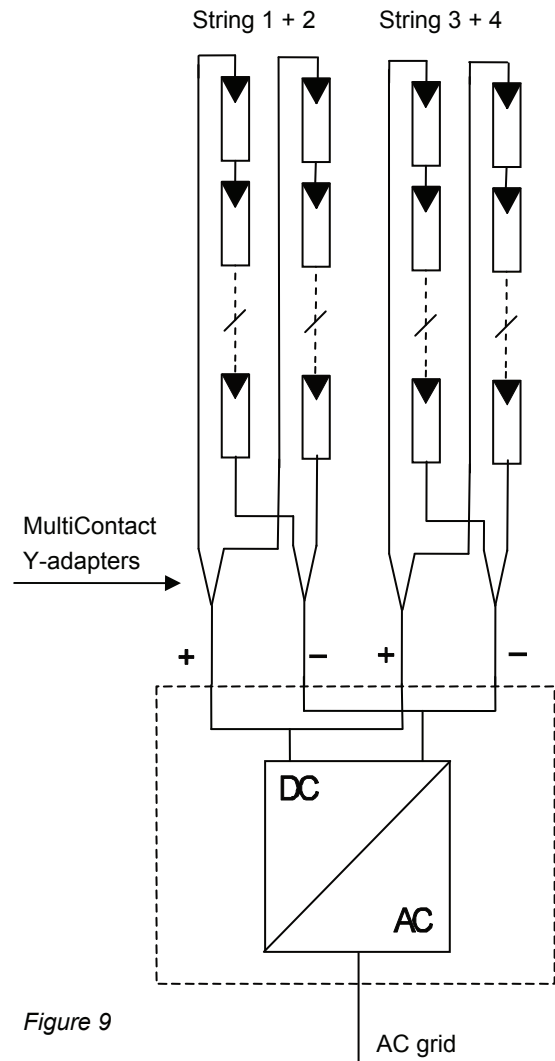 String 1 + 2 String 3 + 4
MultiContact
Y-adapters
+ − + −
DC
AC
Figure 9
AC grid